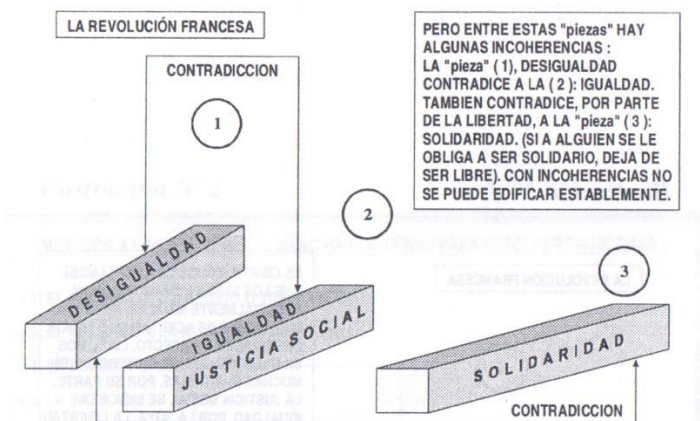 LA REVOLUCIÓN FRANCESA
PERO ENTRE ESTAS "piezas" HAY
ALGUNAS INCOHERENCIAS :
LA "pieza" ( 1), DESIGUALDAD
CONTRADICE A LA ( 2 ): IGUALDAD.
TAMBIEN CONTRADICE, POR PARTE
DE LA LIBERTAD, A LA "pieza" ( 3 ):
SOLIDARIDAD. (SI A ALGUIEN SE LE
OBLIGA A SER SOLIDARIO, DEJA DE
SER LIBRE). CON INCOHERENCIAS NO
SE PUEDE EDIFICAR ESTABLEMENTE.
CONTRADICCION
1
2
3
DESIGUALDAD
IGUALDAD
JUSTICIA SOCIAL
SOLIDARIDAD
CONTRADICCION